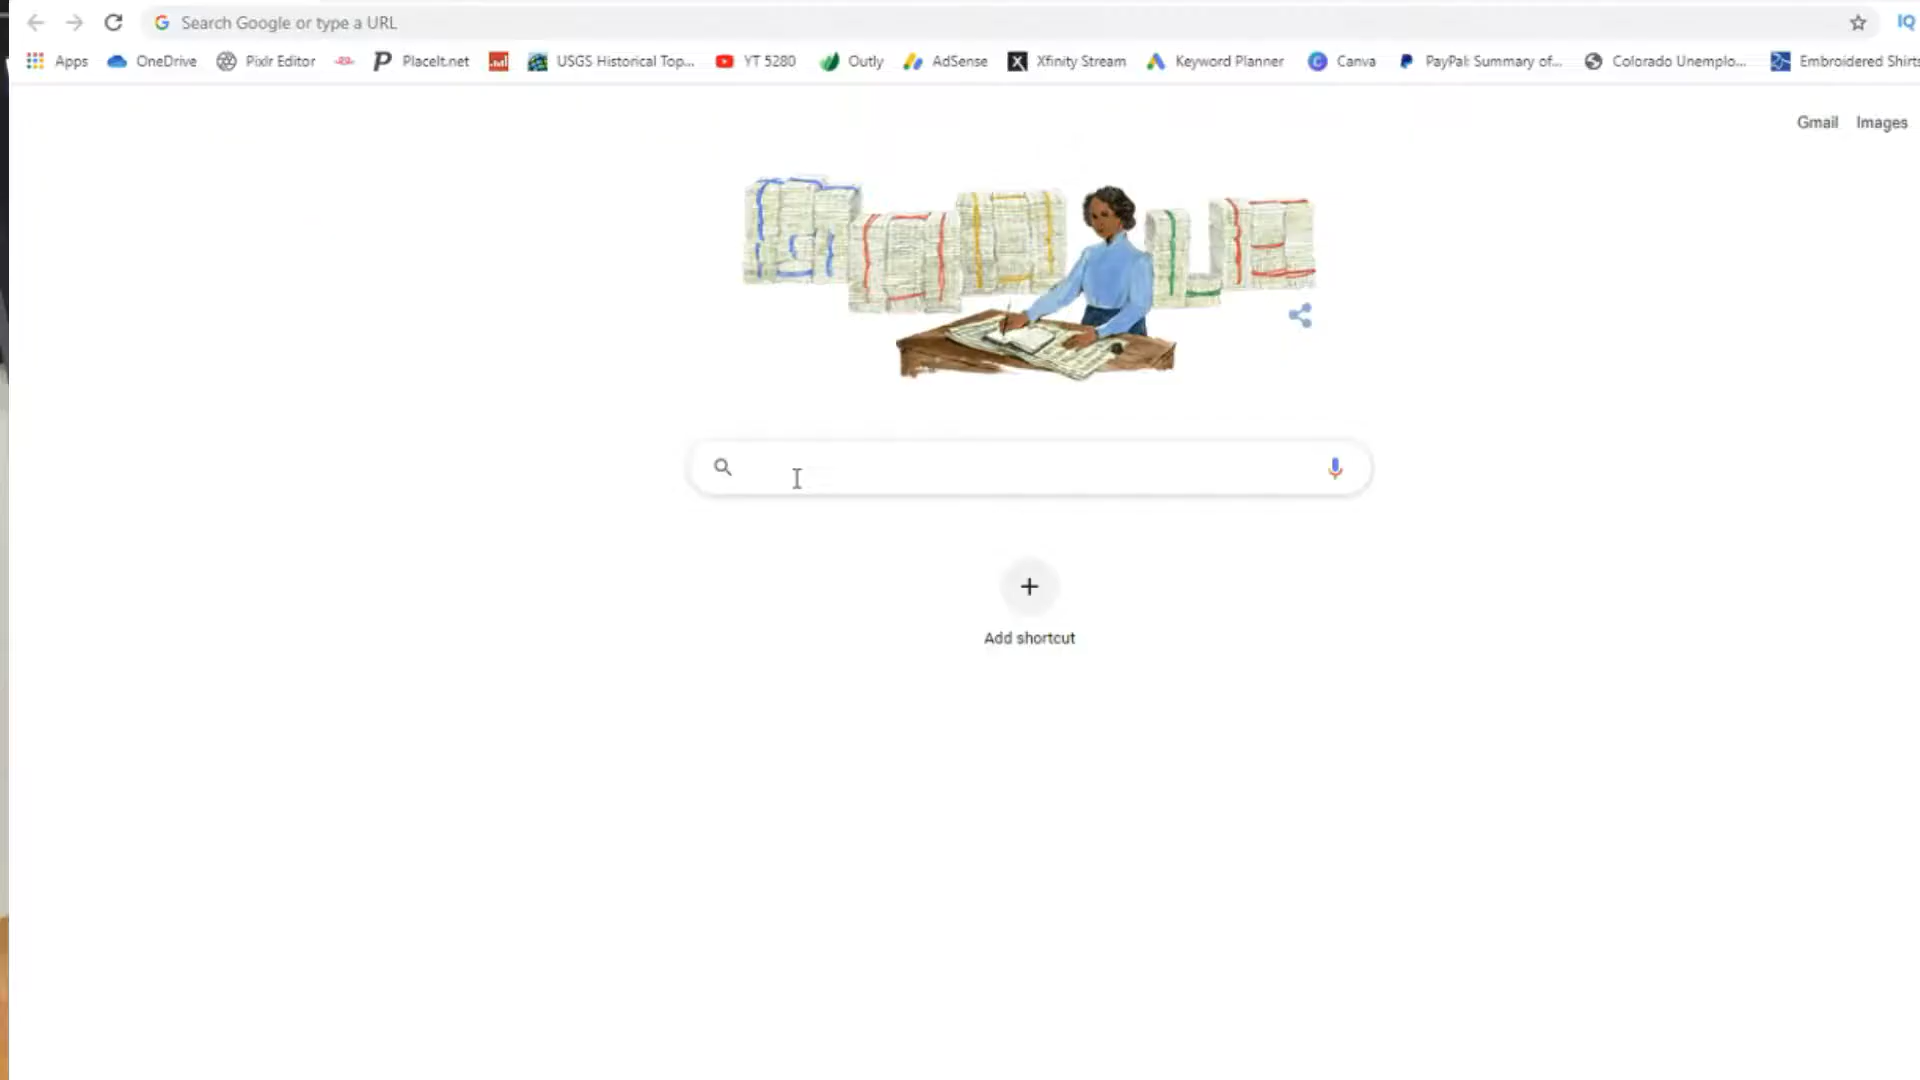 Search Google or type a URL
Apps OneDrive Pixlr Editor PlaceIt.net USGS Historical Top... YT 5280 Outly AdSense Xfinity Stream Keyword Planner Canva PayPal: Summary of... Colorado Unemplo... Embroidered Shirts
Gmail Images
Add shortcut